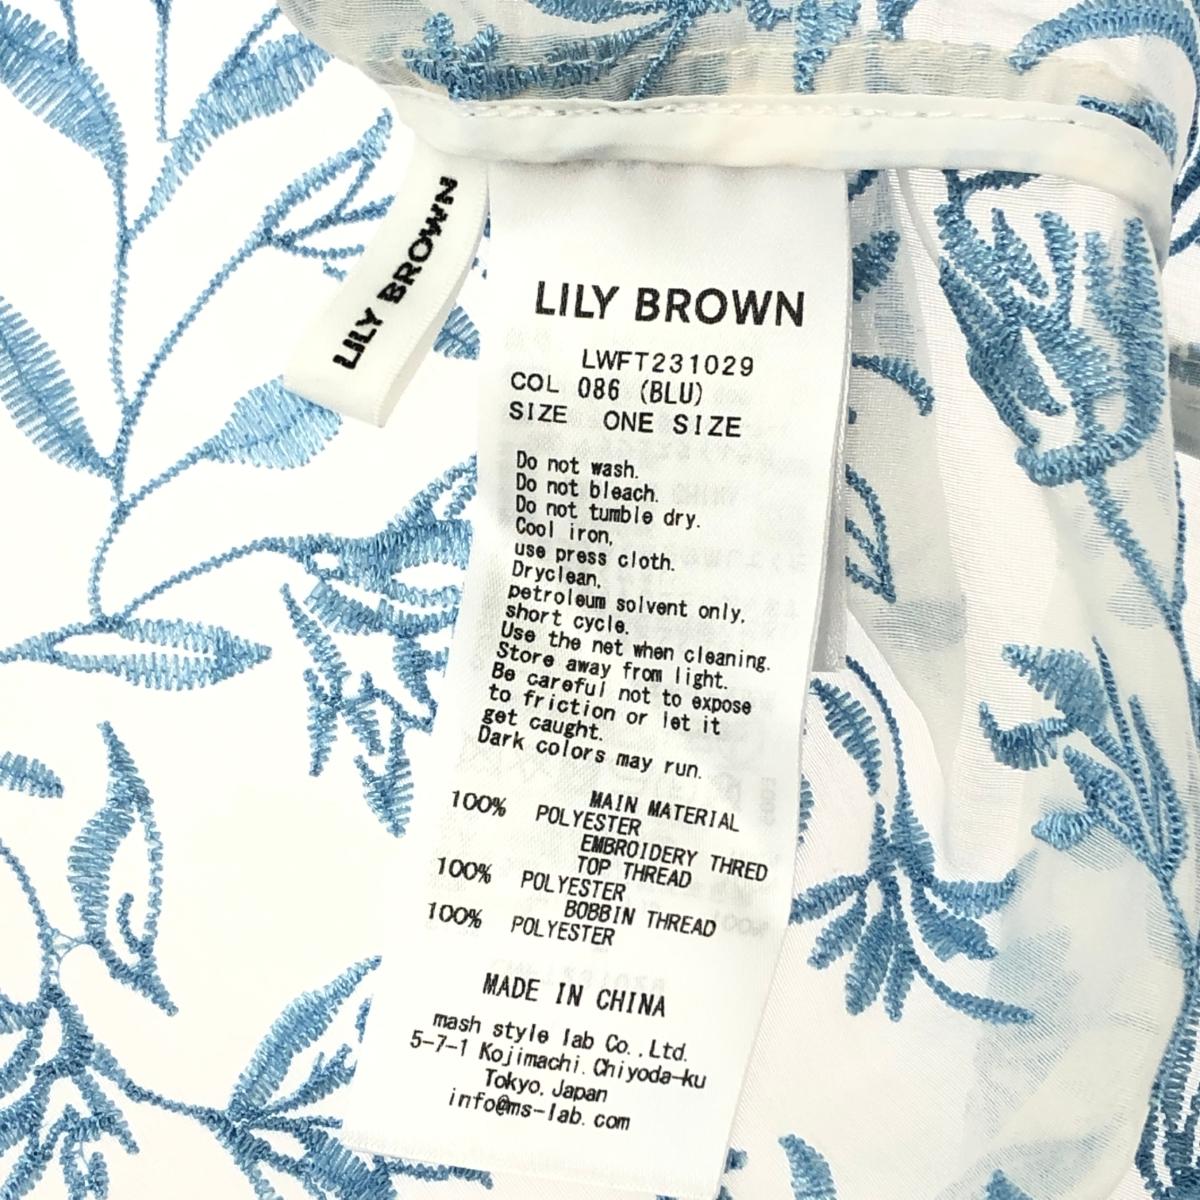 LILY BROWN
LILY BROWN
LWFT231029
COL 086 (BLU)
SIZE ONE SIZE
Do not wash.
Do not bleach.
Do not tumble dry.
Cool iron,
use press cloth.
Dryclean,
petroleum solvent only,
short cycle.
Use the net when cleaning.
Store away from light.
Be careful not to expose
to friction or let it
get caught.
Dark colors may run.
MAIN MATERIAL
100% POLYESTER
EMBROIDERY THRED
TOP THREAD
100% POLYESTER
BOBBIN THREAD
100% POLYESTER
MADE IN CHINA
mash style lab Co.,Ltd.
5-7-1 Kojimachi, Chiyoda-ku
Tokyo, Japan
info@ms-lab.com